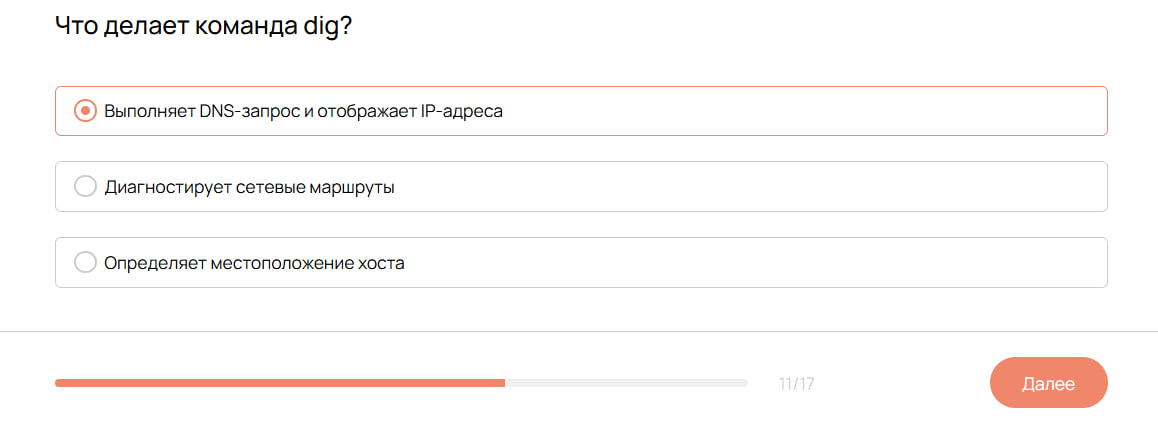 Что делает команда dig?
Выполняет DNS-запрос и отображает IP-адреса
Диагностирует сетевые маршруты
Определяет местоположение хоста
11/17
Далее